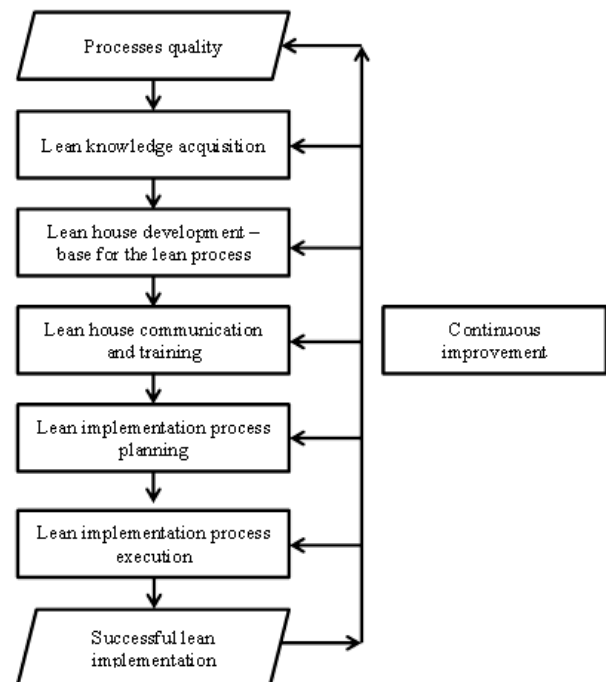 Processes quality
Lean knowledge acquisition
Lean house development –
base for the lean process
Lean house communication
and training
Continuous
improvement
Lean implementation process
planning
Lean implementation process
execution
Successful lean
implementation